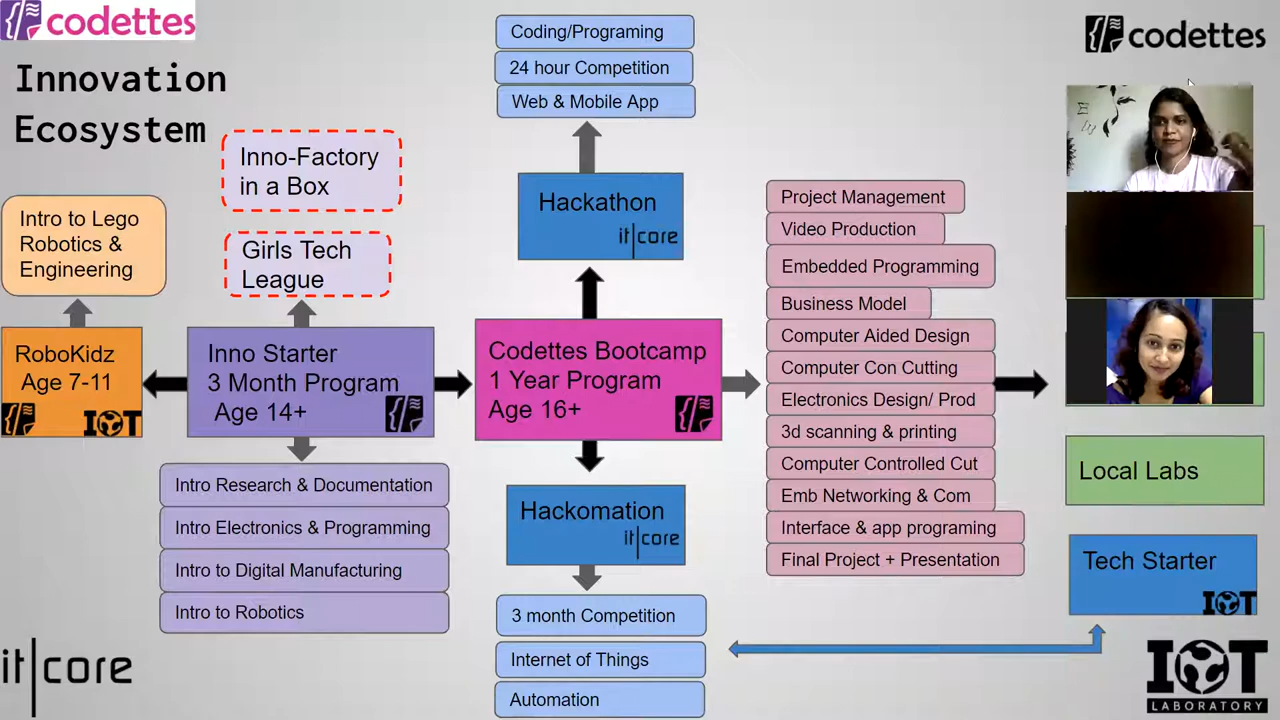 codettes
codettes
Innovation
Ecosystem
Coding/Programing
24 hour Competition
Web & Mobile App
Inno-Factory
in a Box
Hackathon
it|core
Girls Tech
League
Intro to Lego
Robotics &
Engineering
RoboKidz
Age 7-11
IOT
Inno Starter
3 Month Program
Age 14+
Codettes Bootcamp
1 Year Program
Age 16+
Project Management
Video Production
Embedded Programming
Business Model
Computer Aided Design
Computer Con Cutting
Electronics Design/ Prod
3d scanning & printing
Computer Controlled Cut
Emb Networking & Com
Interface & app programing
Final Project + Presentation
Intro Research & Documentation
Intro Electronics & Programming
Intro to Digital Manufacturing
Intro to Robotics
Hackomation
it|core
3 month Competition
Internet of Things
Automation
Local Labs
Tech Starter
IOT
it|core
IOT
LABORATORY